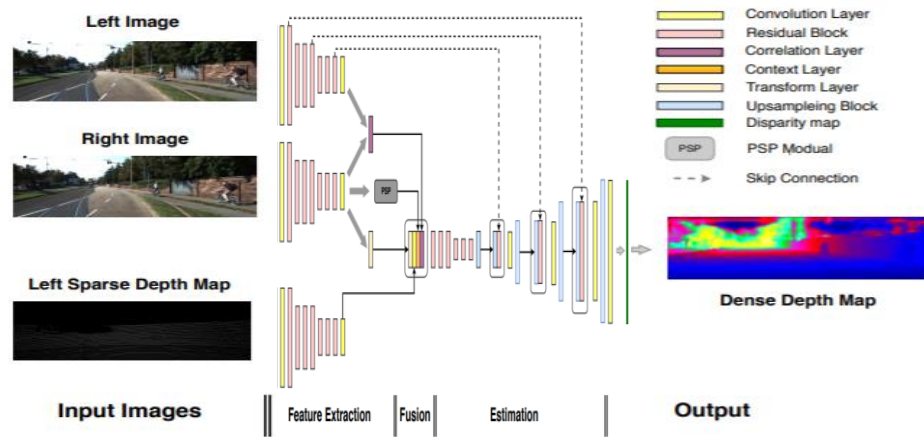 Left Image
Right Image
Left Sparse Depth Map
Input Images
PSP
Feature Extraction
Fusion
Estimation
Convolution Layer
Residual Block
Correlation Layer
Context Layer
Transform Layer
Upsampleing Block
Disparity map
PSP PSP Modual
Skip Connection
Dense Depth Map
Output